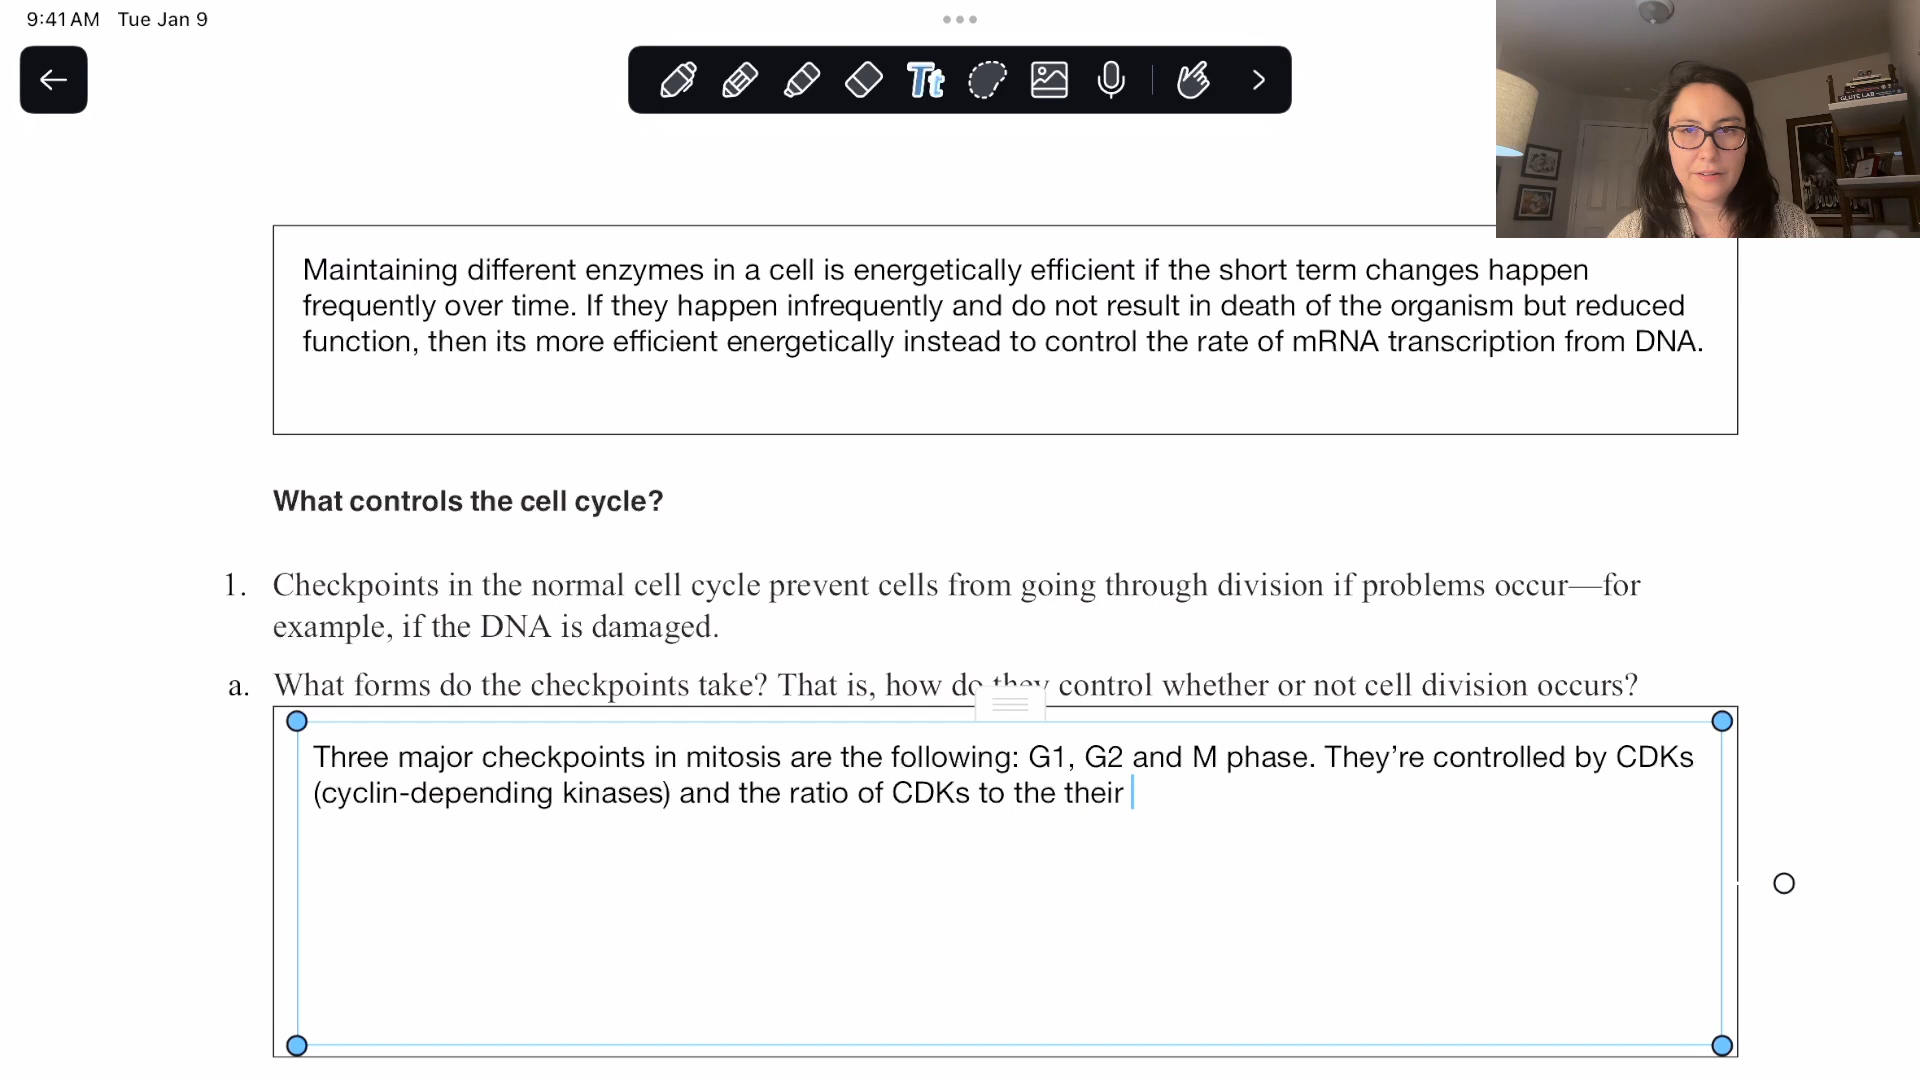 9:41 AM Tue Jan 9
Tt
GLUTE LAB
Maintaining different enzymes in a cell is energetically efficient if the short term changes happen
frequently over time. If they happen infrequently and do not result in death of the organism but reduced
function, then its more efficient energetically instead to control the rate of mRNA transcription from DNA.
What controls the cell cycle?
1. Checkpoints in the normal cell cycle prevent cells from going through division if problems occur—for
example, if the DNA is damaged.
a. What forms do the checkpoints take? That is, how do they control whether or not cell division occurs?
Three major checkpoints in mitosis are the following: G1, G2 and M phase. They’re controlled by CDKs
(cyclin-depending kinases) and the ratio of CDKs to the their